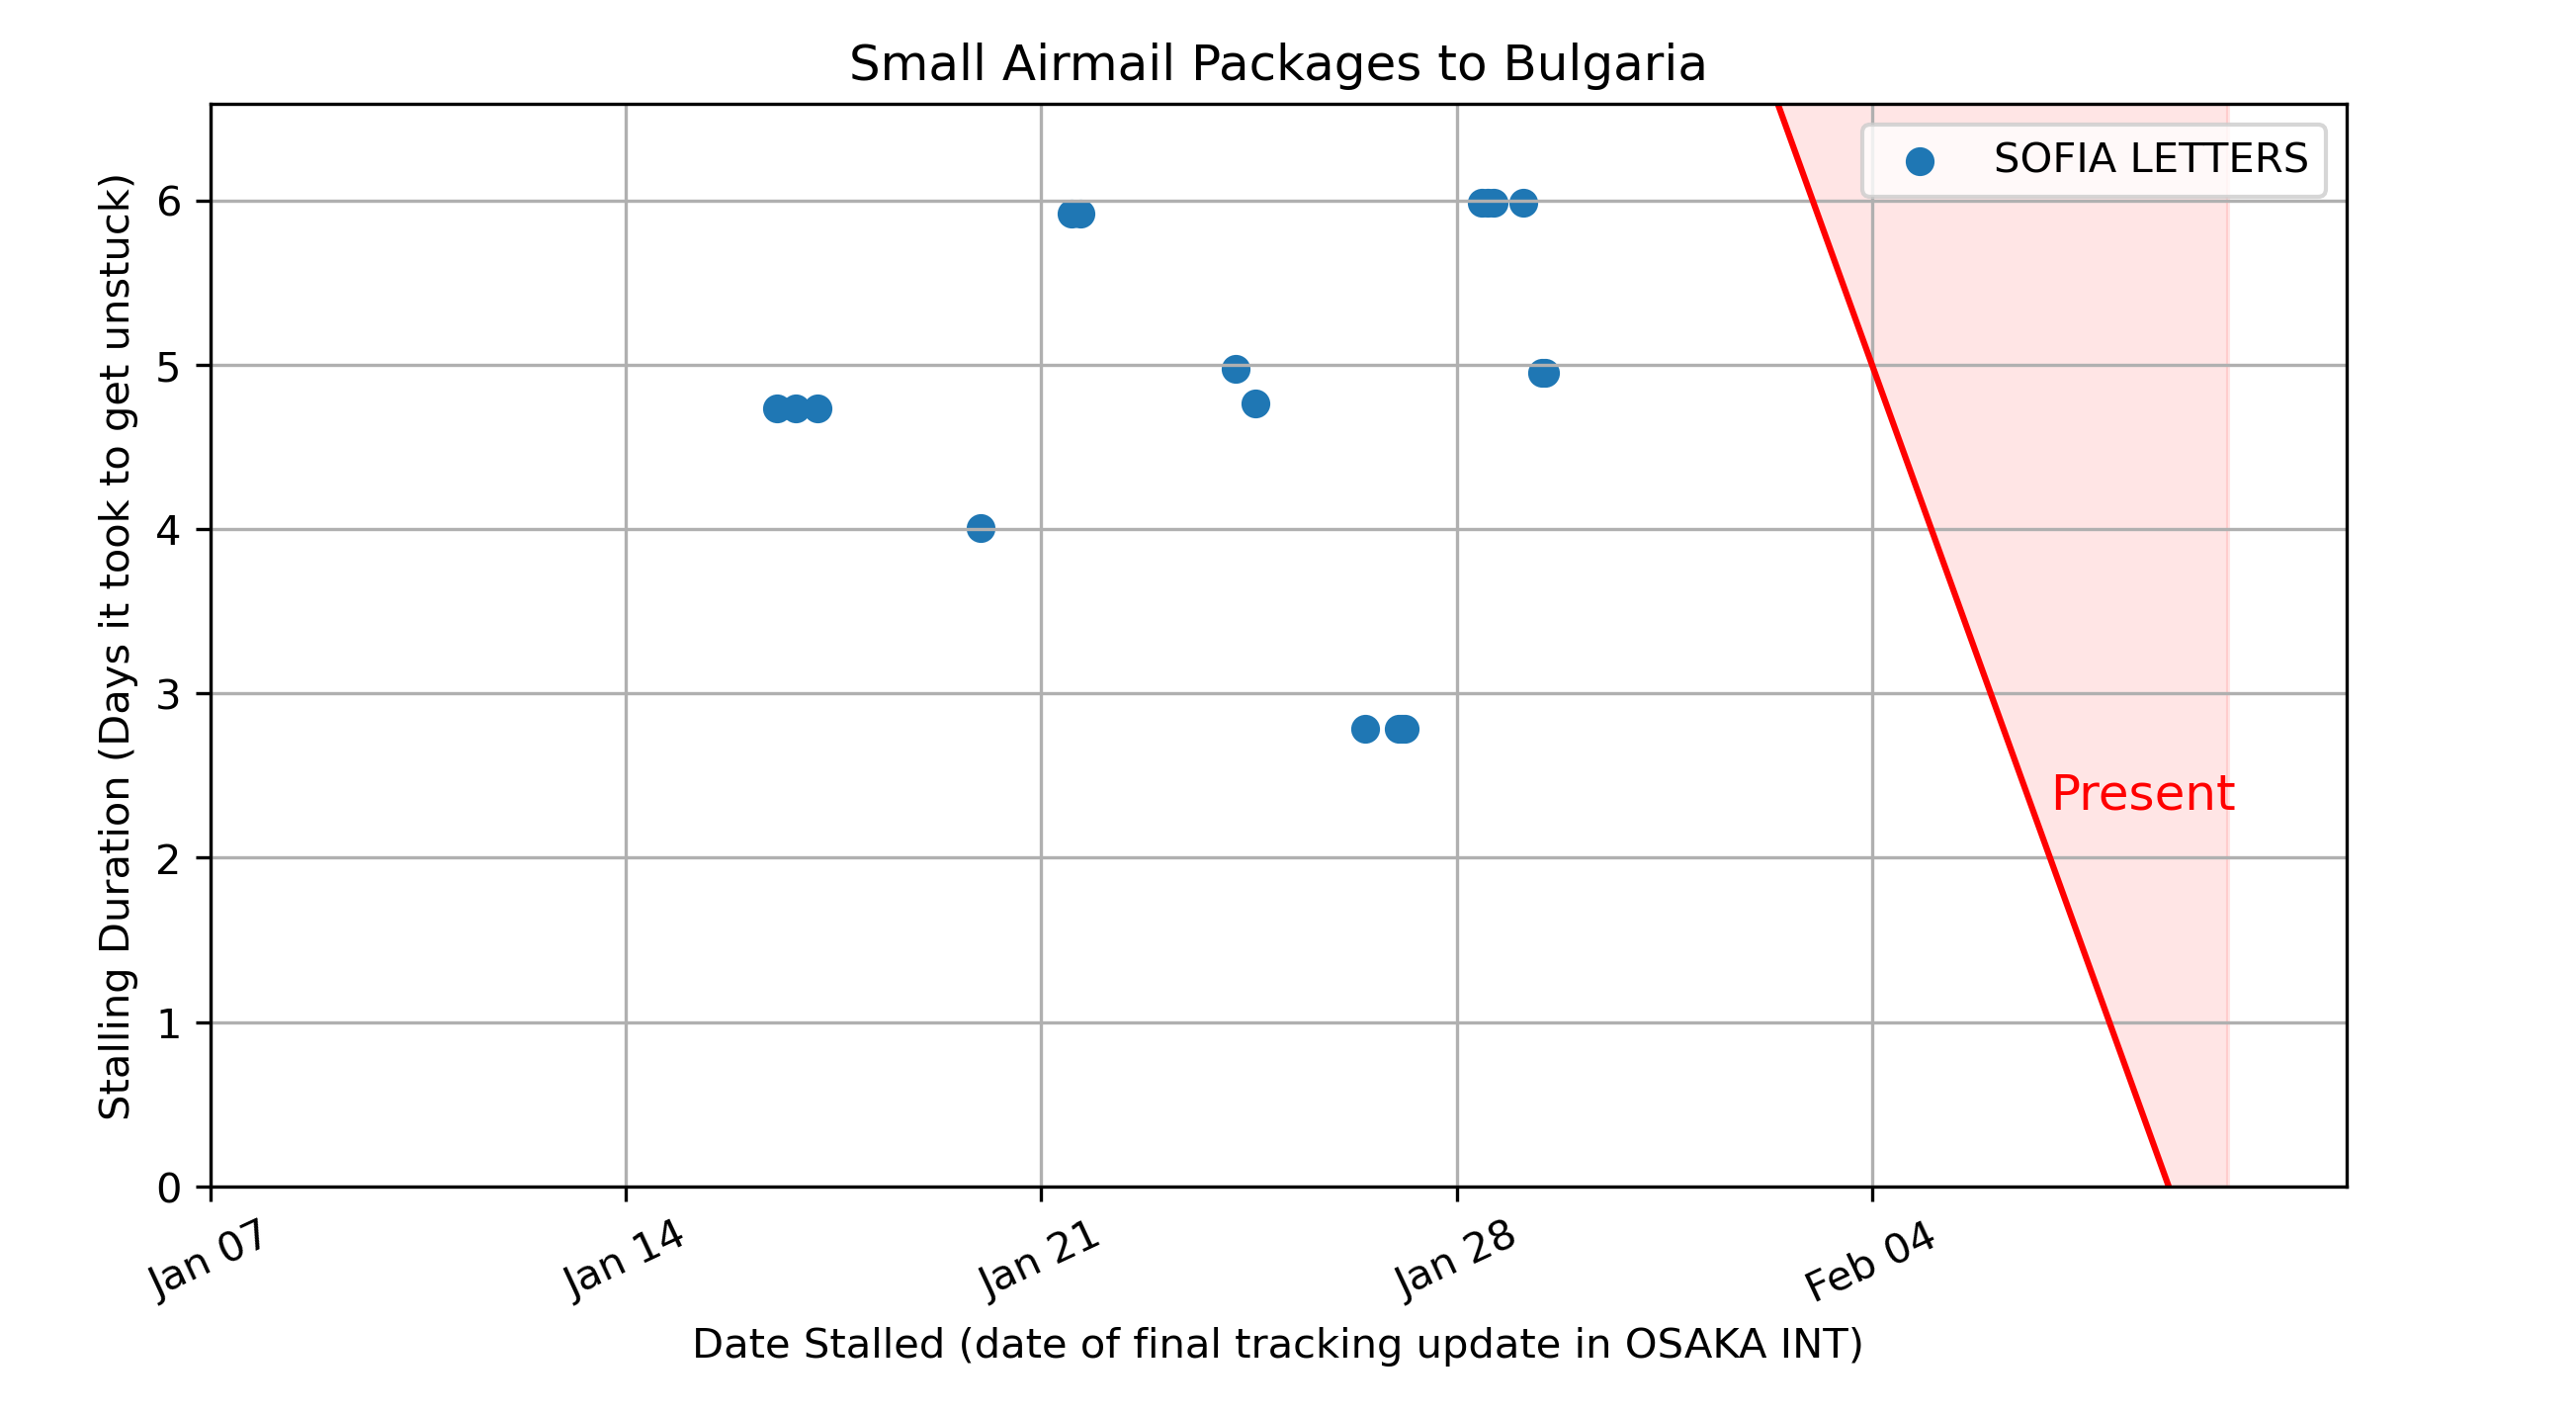 Small Airmail Packages to Bulgaria
SOFIA LETTERS
Stalling Duration (Days it took to get unstuck)
6
5
4
3
2
1
0
Present
Jan 07
Jan 14
Jan 21
Jan 28
Feb 04
Date Stalled (date of final tracking update in OSAKA INT)